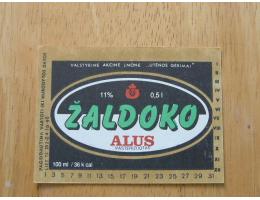 VALSTYBINĖ AKCINĖ ĮMONĖ „UTENOS GĖRIMAI"
11% 0,5 l
ŽALDOKO
ALUS
PASTERIZUOTAS
100 ml / 36 k cal
1 3 5 7 9 11 13 15 17 19 21 23 25 27 29 31